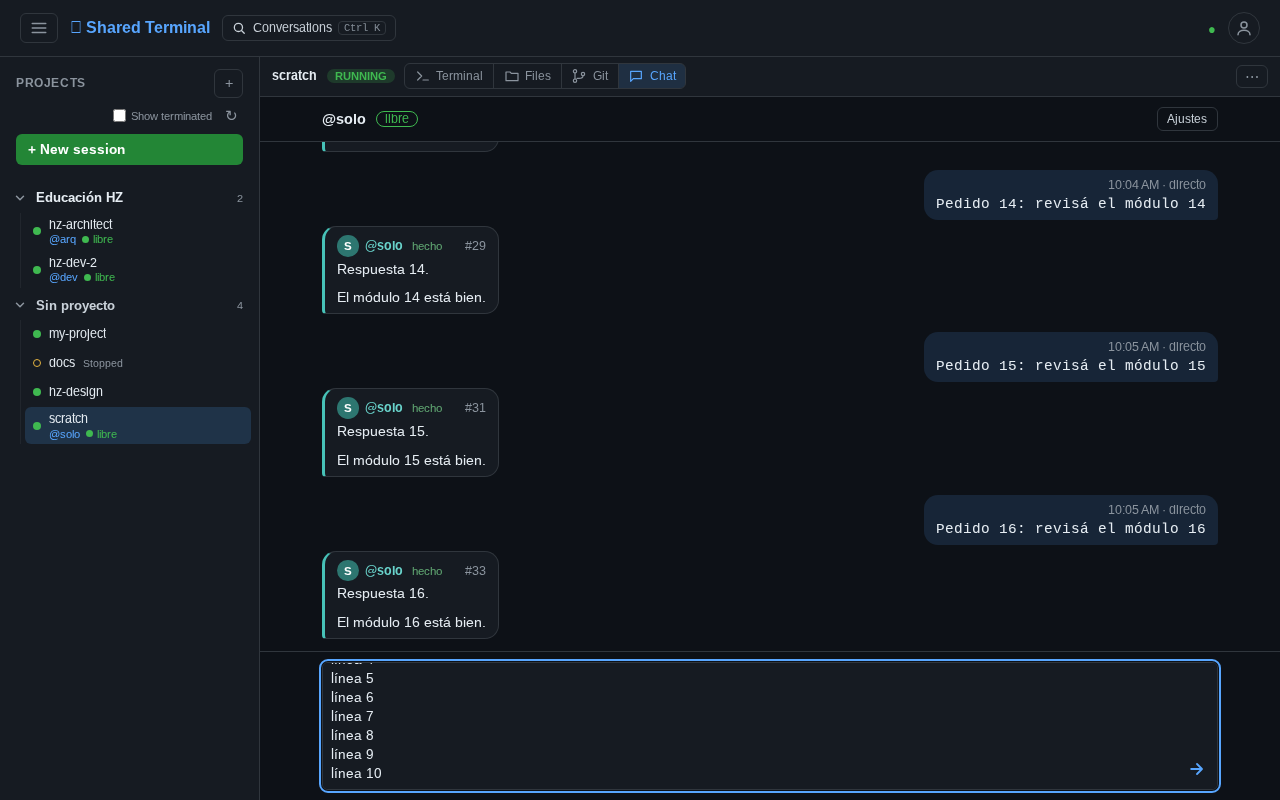 Shared Terminal
Conversations Ctrl K
PROJECTS
+
Show terminated ↻
+ New session
Educación HZ 2
hz-architect
@arq libre
hz-dev-2
@dev libre
Sin proyecto 4
my-project
docs Stopped
hz-design
scratch
@solo libre
scratch RUNNING Terminal Files Git Chat ···
@solo libre Ajustes
10:04 AM · directo
Pedido 14: revisá el módulo 14
S @solo hecho #29
Respuesta 14.
El módulo 14 está bien.
10:05 AM · directo
Pedido 15: revisá el módulo 15
S @solo hecho #31
Respuesta 15.
El módulo 15 está bien.
10:05 AM · directo
Pedido 16: revisá el módulo 16
S @solo hecho #33
Respuesta 16.
El módulo 16 está bien.
línea 5
línea 6
línea 7
línea 8
línea 9
línea 10